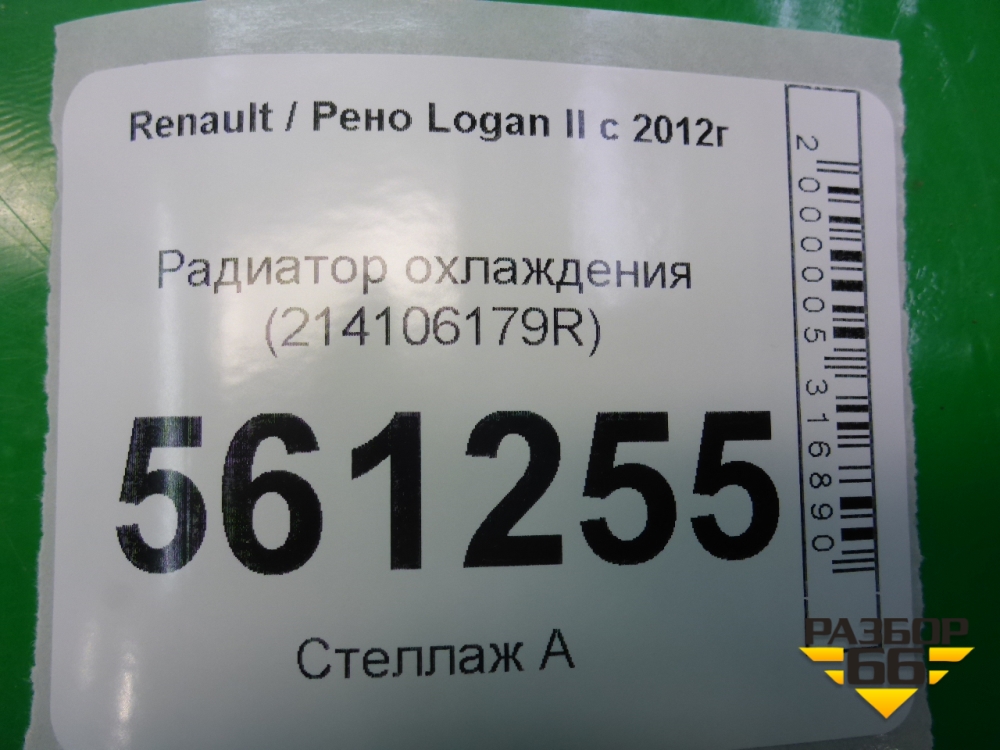 Renault / Рено Logan II с 2012г
Радиатор охлаждения
(214106179R)
561255
Стеллаж А
2000005316890
РАЗБОР
66